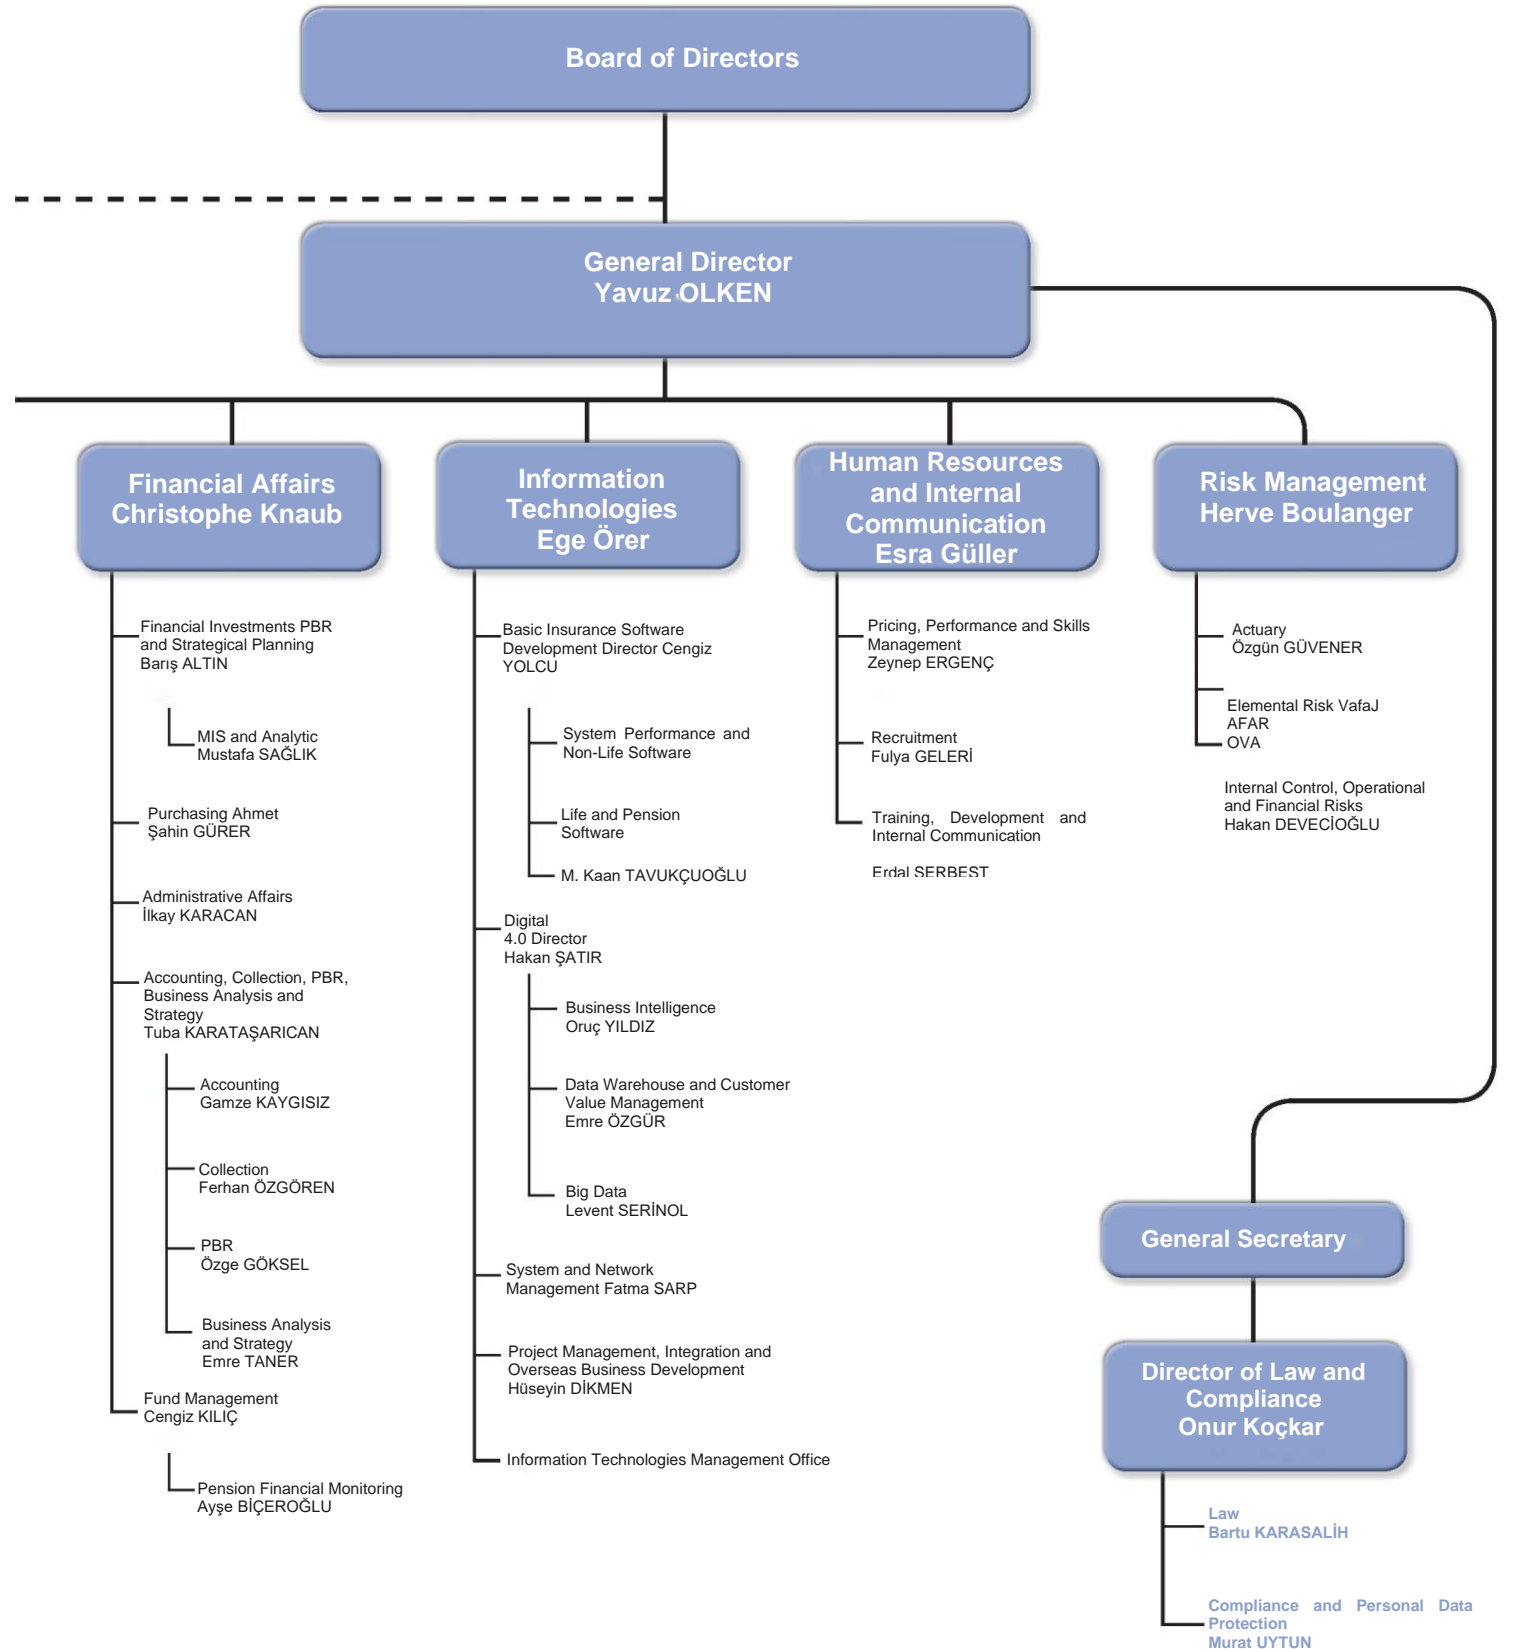 Board of Directors
General Director
Yavuz OLKEN
Financial Affairs
Christophe Knaub
Financial Investments PBR
and Strategical Planning
Barış ALTIN
MIS and Analytic
Mustafa SAĞLIK
Purchasing Ahmet
Şahin GÜRER
Administrative Affairs
İlkay KARACAN
Accounting, Collection, PBR,
Business Analysis and
Strategy
Tuba KARATAŞARICAN
Accounting
Gamze KAYGISIZ
Collection
Ferhan ÖZGÖREN
PBR
Özge GÖKSEL
Business Analysis
and Strategy
Emre TANER
Fund Management
Cengiz KILIÇ
Pension Financial Monitoring
Ayşe BİÇEROĞLU
Information
Technologies
Ege Örer
Basic Insurance Software
Development Director Cengiz
YOLCU
System Performance and
Non-Life Software
Life and Pension
Software
M. Kaan TAVUKÇUOĞLU
Digital
4.0 Director
Hakan ŞATIR
Business Intelligence
Oruç YILDIZ
Data Warehouse and Customer
Value Management
Emre ÖZGÜR
Big Data
Levent SERİNOL
System and Network
Management Fatma SARP
Project Management, Integration and
Overseas Business Development
Hüseyin DİKMEN
Information Technologies Management Office
Human Resources
and Internal
Communication
Esra Güller
Pricing, Performance and Skills
Management
Zeynep ERGENÇ
Recruitment
Fulya GELERİ
Training, Development and
Internal Communication
Erdal SERBEST
Risk Management
Herve Boulanger
Actuary
Özgün GÜVENER
Elemental Risk VafaJ
AFAR
OVA
Internal Control, Operational
and Financial Risks
Hakan DEVECİOĞLU
General Secretary
Director of Law and
Compliance
Onur Koçkar
Law
Bartu KARASALİH
Compliance and Personal Data
Protection
Murat UYTUN